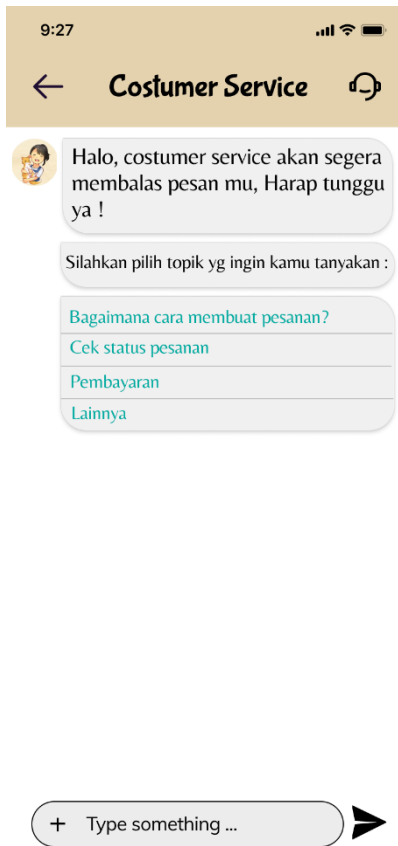 9:27
Costumer Service
Halo, costumer service akan segera
membalas pesan mu, Harap tunggu
ya !
Silahkan pilih topik yg ingin kamu tanyakan :
Bagaimana cara membuat pesanan?
Cek status pesanan
Pembayaran
Lainnya
+ Type something ...